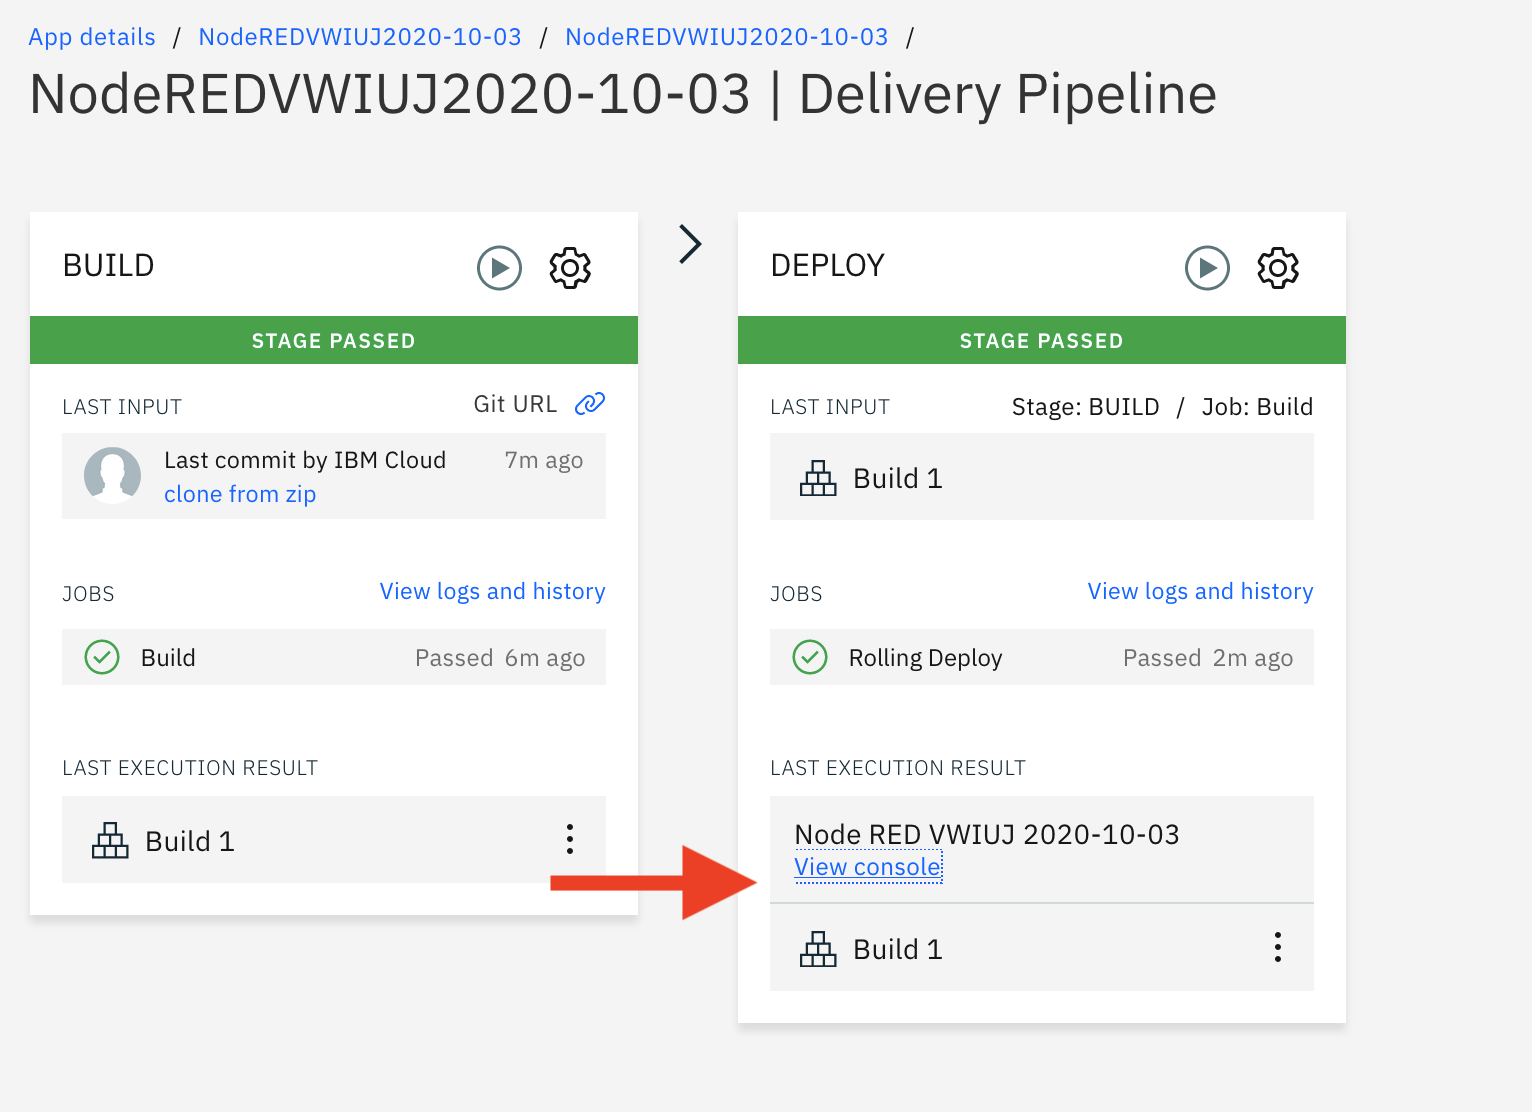 App details / NodeREDVWIUJ2020-10-03 / NodeREDVWIUJ2020-10-03 /
NodeREDVWIUJ2020-10-03 | Delivery Pipeline
BUILD
STAGE PASSED
LAST INPUT Git URL
Last commit by IBM Cloud 7m ago
clone from zip
JOBS View logs and history
Build Passed 6m ago
LAST EXECUTION RESULT
Build 1
DEPLOY
STAGE PASSED
LAST INPUT Stage: BUILD / Job: Build
Build 1
JOBS View logs and history
Rolling Deploy Passed 2m ago
LAST EXECUTION RESULT
Node RED VWIUJ 2020-10-03
View console
Build 1